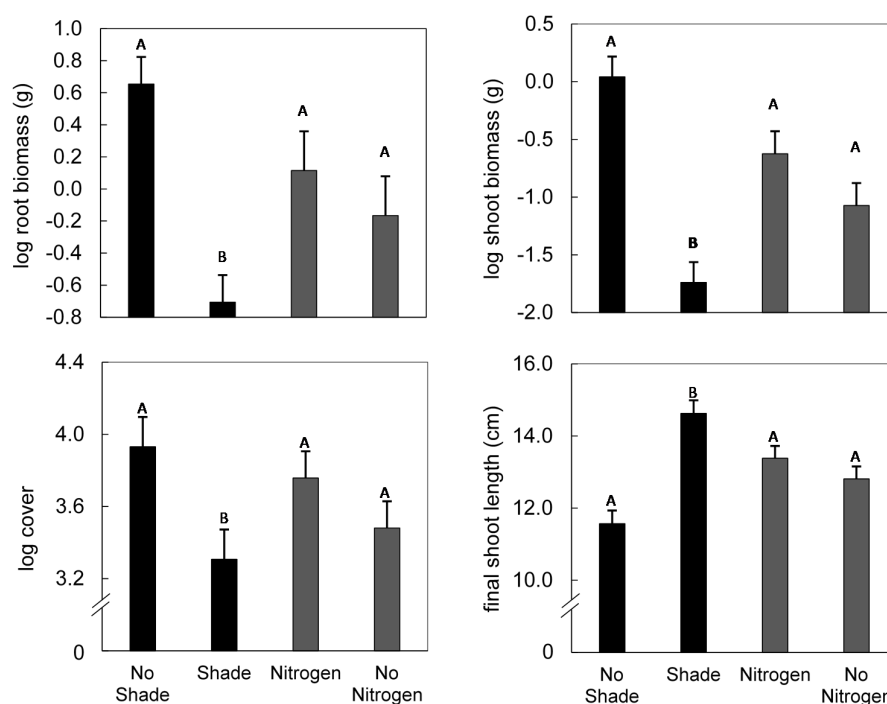 log root biomass (g)
1.0
0.8
0.6
0.4
0.2
0.0
-0.2
-0.4
-0.6
-0.8
A
B
A
A
log shoot biomass (g)
0.5
0.0
-0.5
-1.0
-1.5
-2.0
A
B
A
A
log cover
4.4
4.0
3.6
3.2
0
A
B
A
A
No Shade
Shade
Nitrogen
No Nitrogen
final shoot length (cm)
16.0
14.0
12.0
10.0
0
A
B
A
A
No Shade
Shade
Nitrogen
No Nitrogen